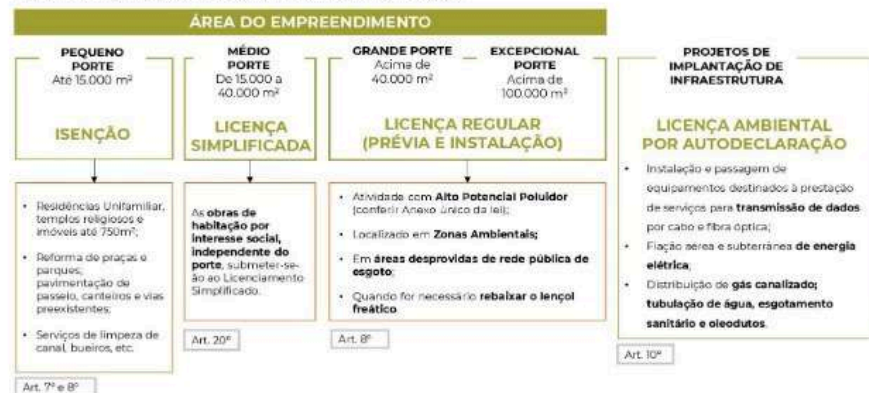 ÁREA DO EMPREENDIMENTO
PEQUENO
PORTE
Até 15.000 m²
ISENÇÃO
• Residências Unifamiliar,
templos religiosos e
imóveis até 750m²;
• Reforma de praças e
parques;
pavimentação de
passeio, canteiros e vias
preexistentes;
• Serviços de limpeza de
canal, bueiros, etc.
Art. 7º e 8º
MÉDIO
PORTE
De 15.000 a
40.000 m²
LICENÇA
SIMPLIFICADA
As obras de
habitação por
interesse social,
independente do
porte, submeter-se-
ão ao Licenciamento
Simplificado.
Art. 20º
GRANDE PORTE
Acima de
40.000 m²
EXCEPCIONAL
PORTE
Acima de
100.000 m²
LICENÇA REGULAR
(PRÉVIA E INSTALAÇÃO)
• Atividade com Alto Potencial Poluidor
(conferir Anexo único da lei);
• Localizado em Zonas Ambientais;
• Em áreas desprovidas de rede pública de
esgoto;
• Quando for necessário rebaixar o lençol
freático
Art. 8º
PROJETOS DE
IMPLANTAÇÃO DE
INFRAESTRUTURA
LICENÇA AMBIENTAL
POR AUTODECLARAÇÃO
• Instalação e passagem de
equipamentos destinados à prestação
de serviços para transmissão de dados
por cabo e fibra óptica;
• Fiação aérea e subterrânea de energia
elétrica;
• Distribuição de gás canalizado;
tubulação de água, esgotamento
sanitário e oleodutos.
Art. 10º